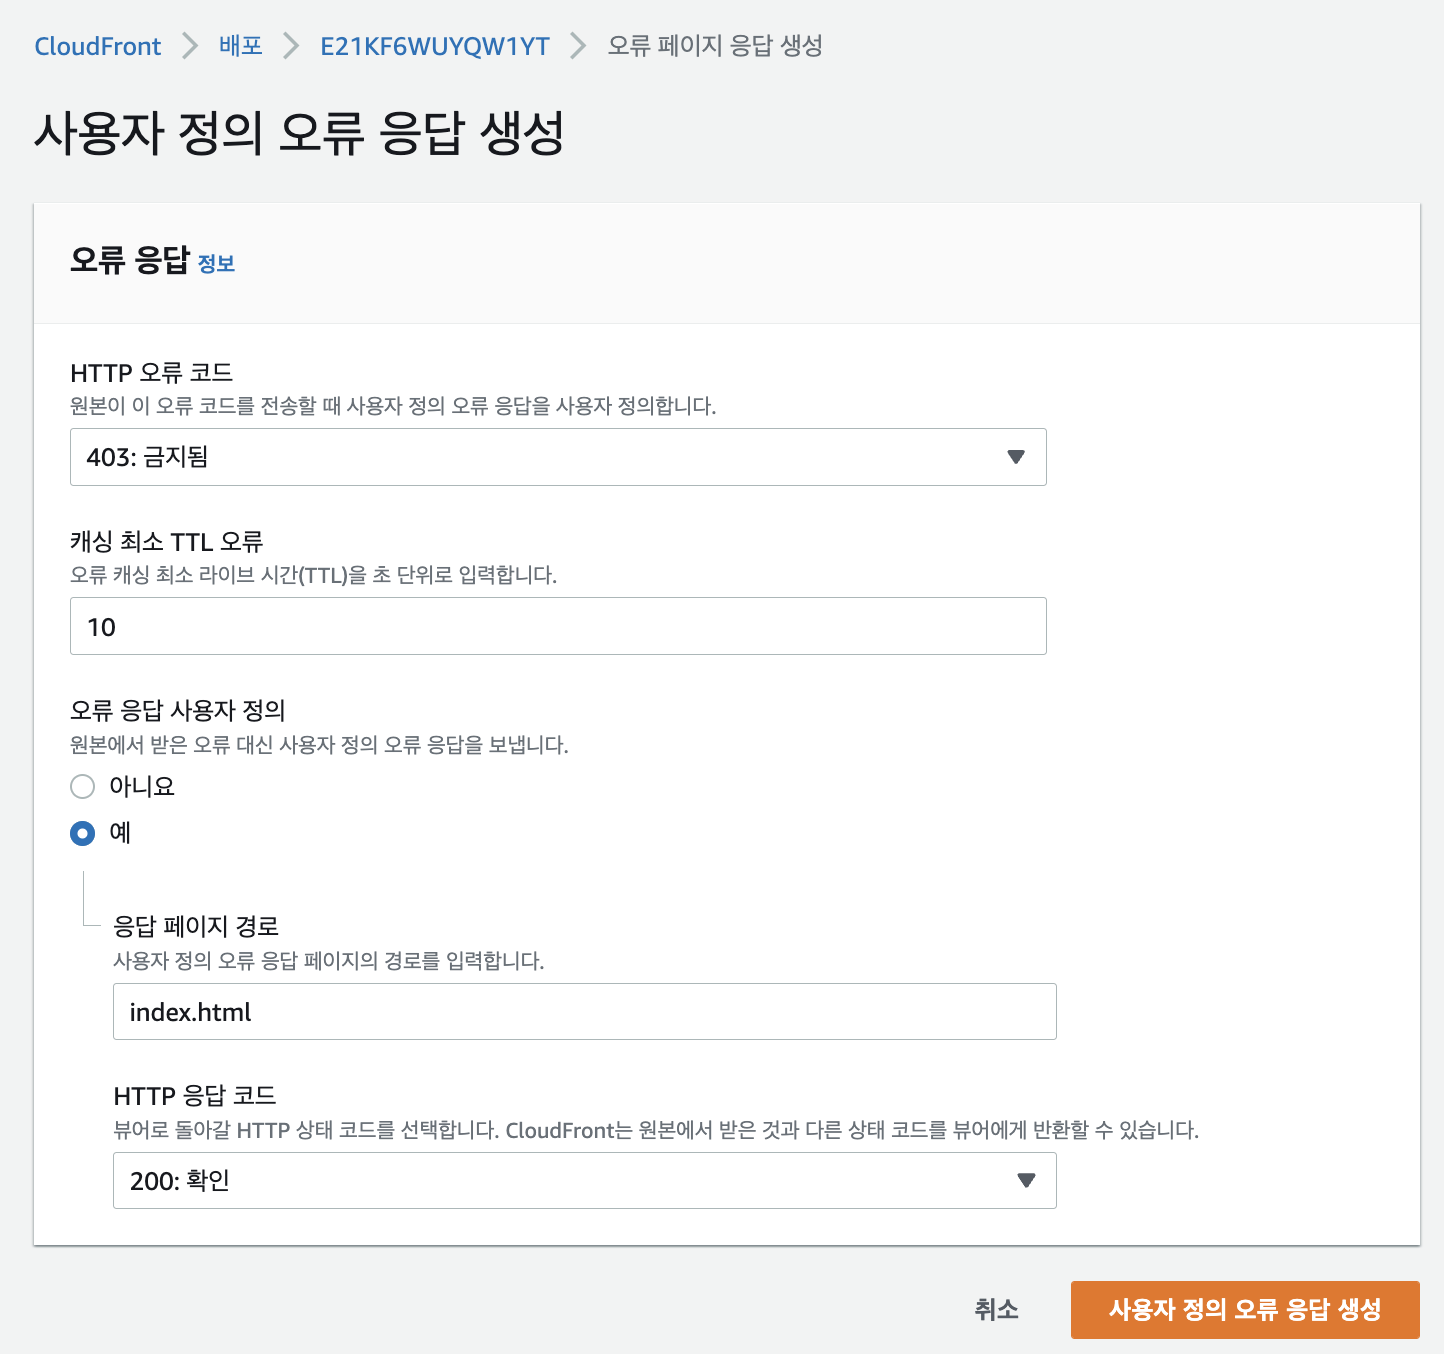 CloudFront 배포 E21KF6WUYQW1YT 오류 페이지 응답 생성
사용자 정의 오류 응답 생성
오류 응답 정보
HTTP 오류 코드
원본이 이 오류 코드를 전송할 때 사용자 정의 오류 응답을 사용자 정의합니다.
403: 금지됨
캐싱 최소 TTL 오류
오류 캐싱 최소 라이브 시간(TTL)을 초 단위로 입력합니다.
10
오류 응답 사용자 정의
원본에서 받은 오류 대신 사용자 정의 오류 응답을 보냅니다.
아니요
예
응답 페이지 경로
사용자 정의 오류 응답 페이지의 경로를 입력합니다.
index.html
HTTP 응답 코드
뷰어로 돌아갈 HTTP 상태 코드를 선택합니다. CloudFront는 원본에서 받은 것과 다른 상태 코드를 뷰어에게 반환할 수 있습니다.
200: 확인
취소 사용자 정의 오류 응답 생성